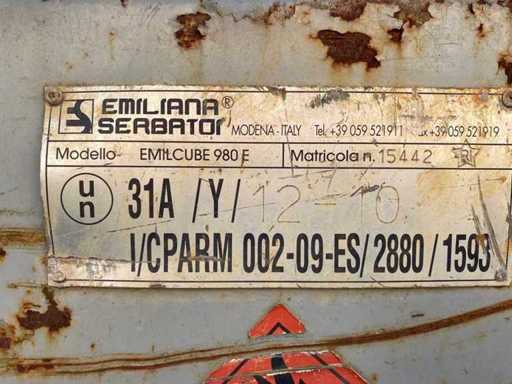 EMILIANA®
SERBATOI MODENA - ITALY Tel. +39 059 521911 +39 059 521919
Modello EMILCUBE 980 E Matricola n. 15442
un 31A /Y/ 12-10
I/CPARM 002-09-ES/2880/1593